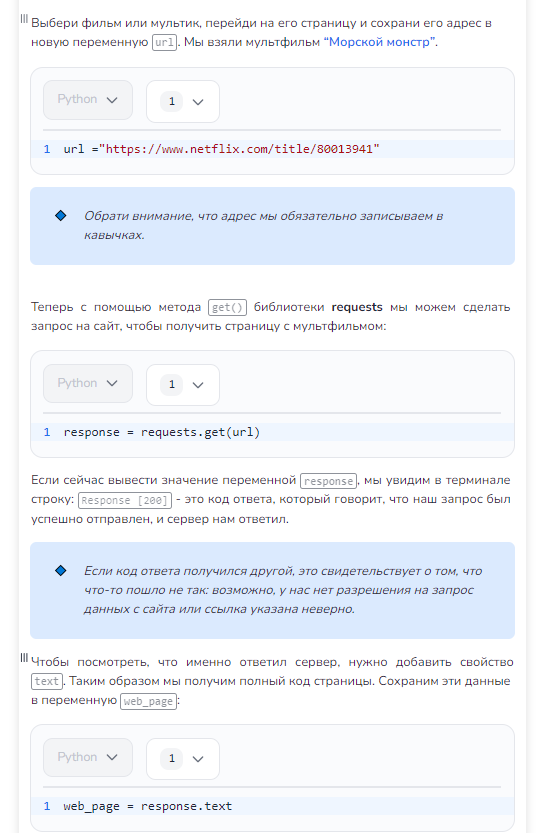 Выбери фильм или мультик, перейди на его страницу и сохрани его адрес в
новую переменную url. Мы взяли мультфильм “Морской монстр”.
Python 1
1 url ="https://www.netflix.com/title/80013941"
Обрати внимание, что адрес мы обязательно записываем в
кавычках.
Теперь с помощью метода get() библиотеки requests мы можем сделать
запрос на сайт, чтобы получить страницу с мультфильмом:
Python 1
1 response = requests.get(url)
Если сейчас вывести значение переменной response, мы увидим в терминале
строку: Response [200] - это код ответа, который говорит, что наш запрос был
успешно отправлен, и сервер нам ответил.
Если код ответа получился другой, это свидетельствует о том, что
что-то пошло не так: возможно, у нас нет разрешения на запрос
данных с сайта или ссылка указана неверно.
Чтобы посмотреть, что именно ответил сервер, нужно добавить свойство
text. Таким образом мы получим полный код страницы. Сохраним эти данные
в переменную web_page:
Python 1
1 web_page = response.text